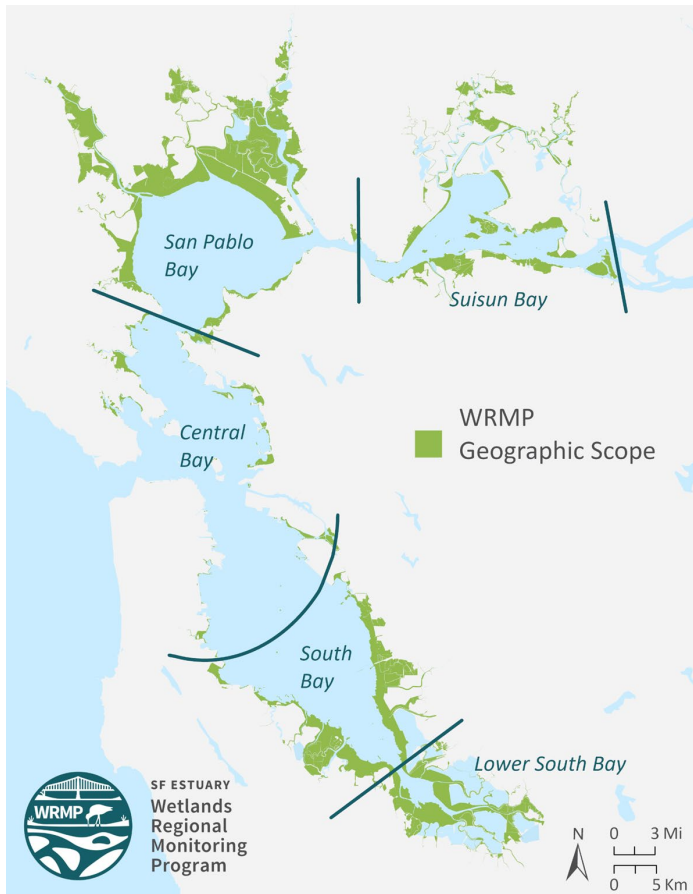 San Pablo
Bay
Suisun Bay
WRMP
Geographic Scope
Central
Bay
South
Bay
Lower South Bay
WRMP
SF ESTUARY
Wetlands
Regional
Monitoring
Program
N
0 3 Mi
0 5 Km